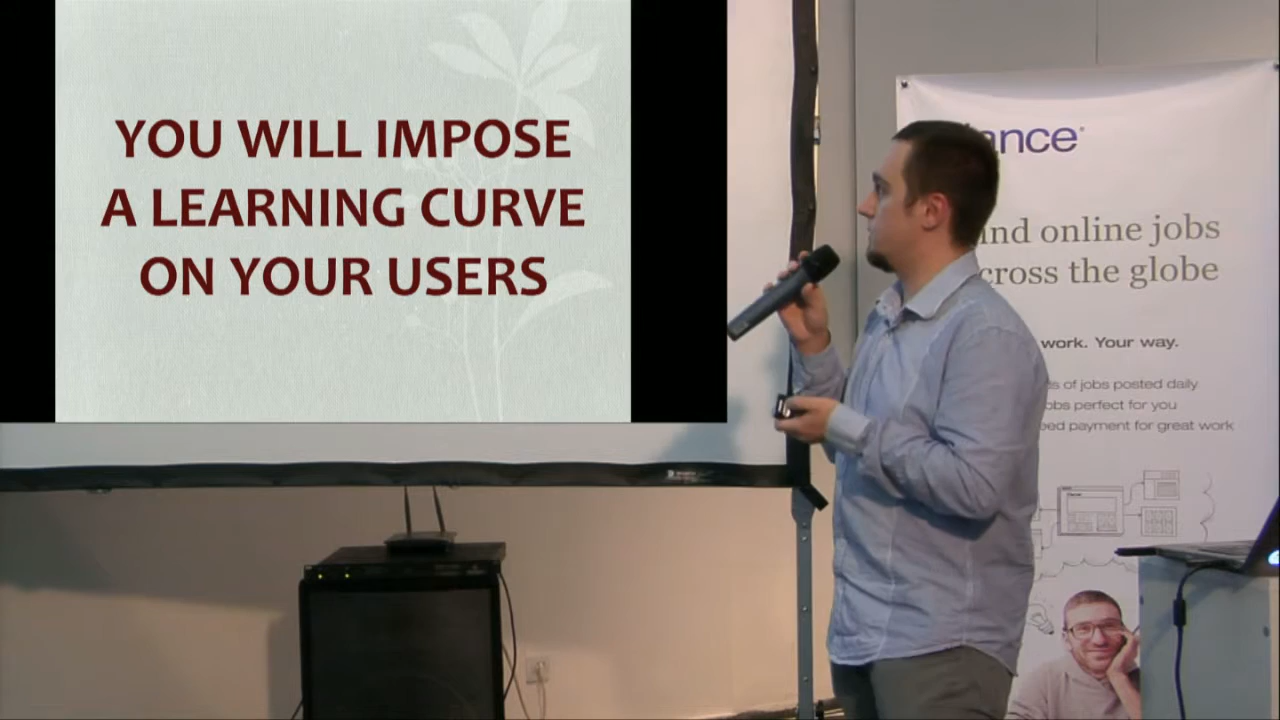 YOU WILL IMPOSE
A LEARNING CURVE
ON YOUR USERS
ance
nd online jobs
cross the globe
work. Your way.
s of jobs posted daily
obs perfect for you
eed payment for great work